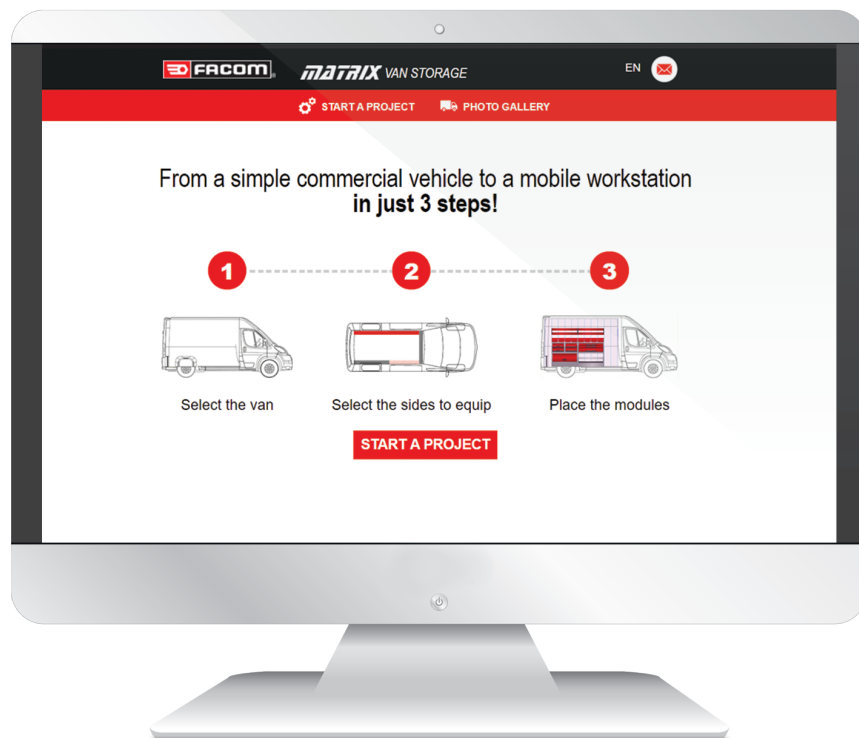 FACOM®
MATRIX VAN STORAGE
EN
START A PROJECT
PHOTO GALLERY
From a simple commercial vehicle to a mobile workstation
in just 3 steps!
1
2
3
Select the van
Select the sides to equip
Place the modules
START A PROJECT